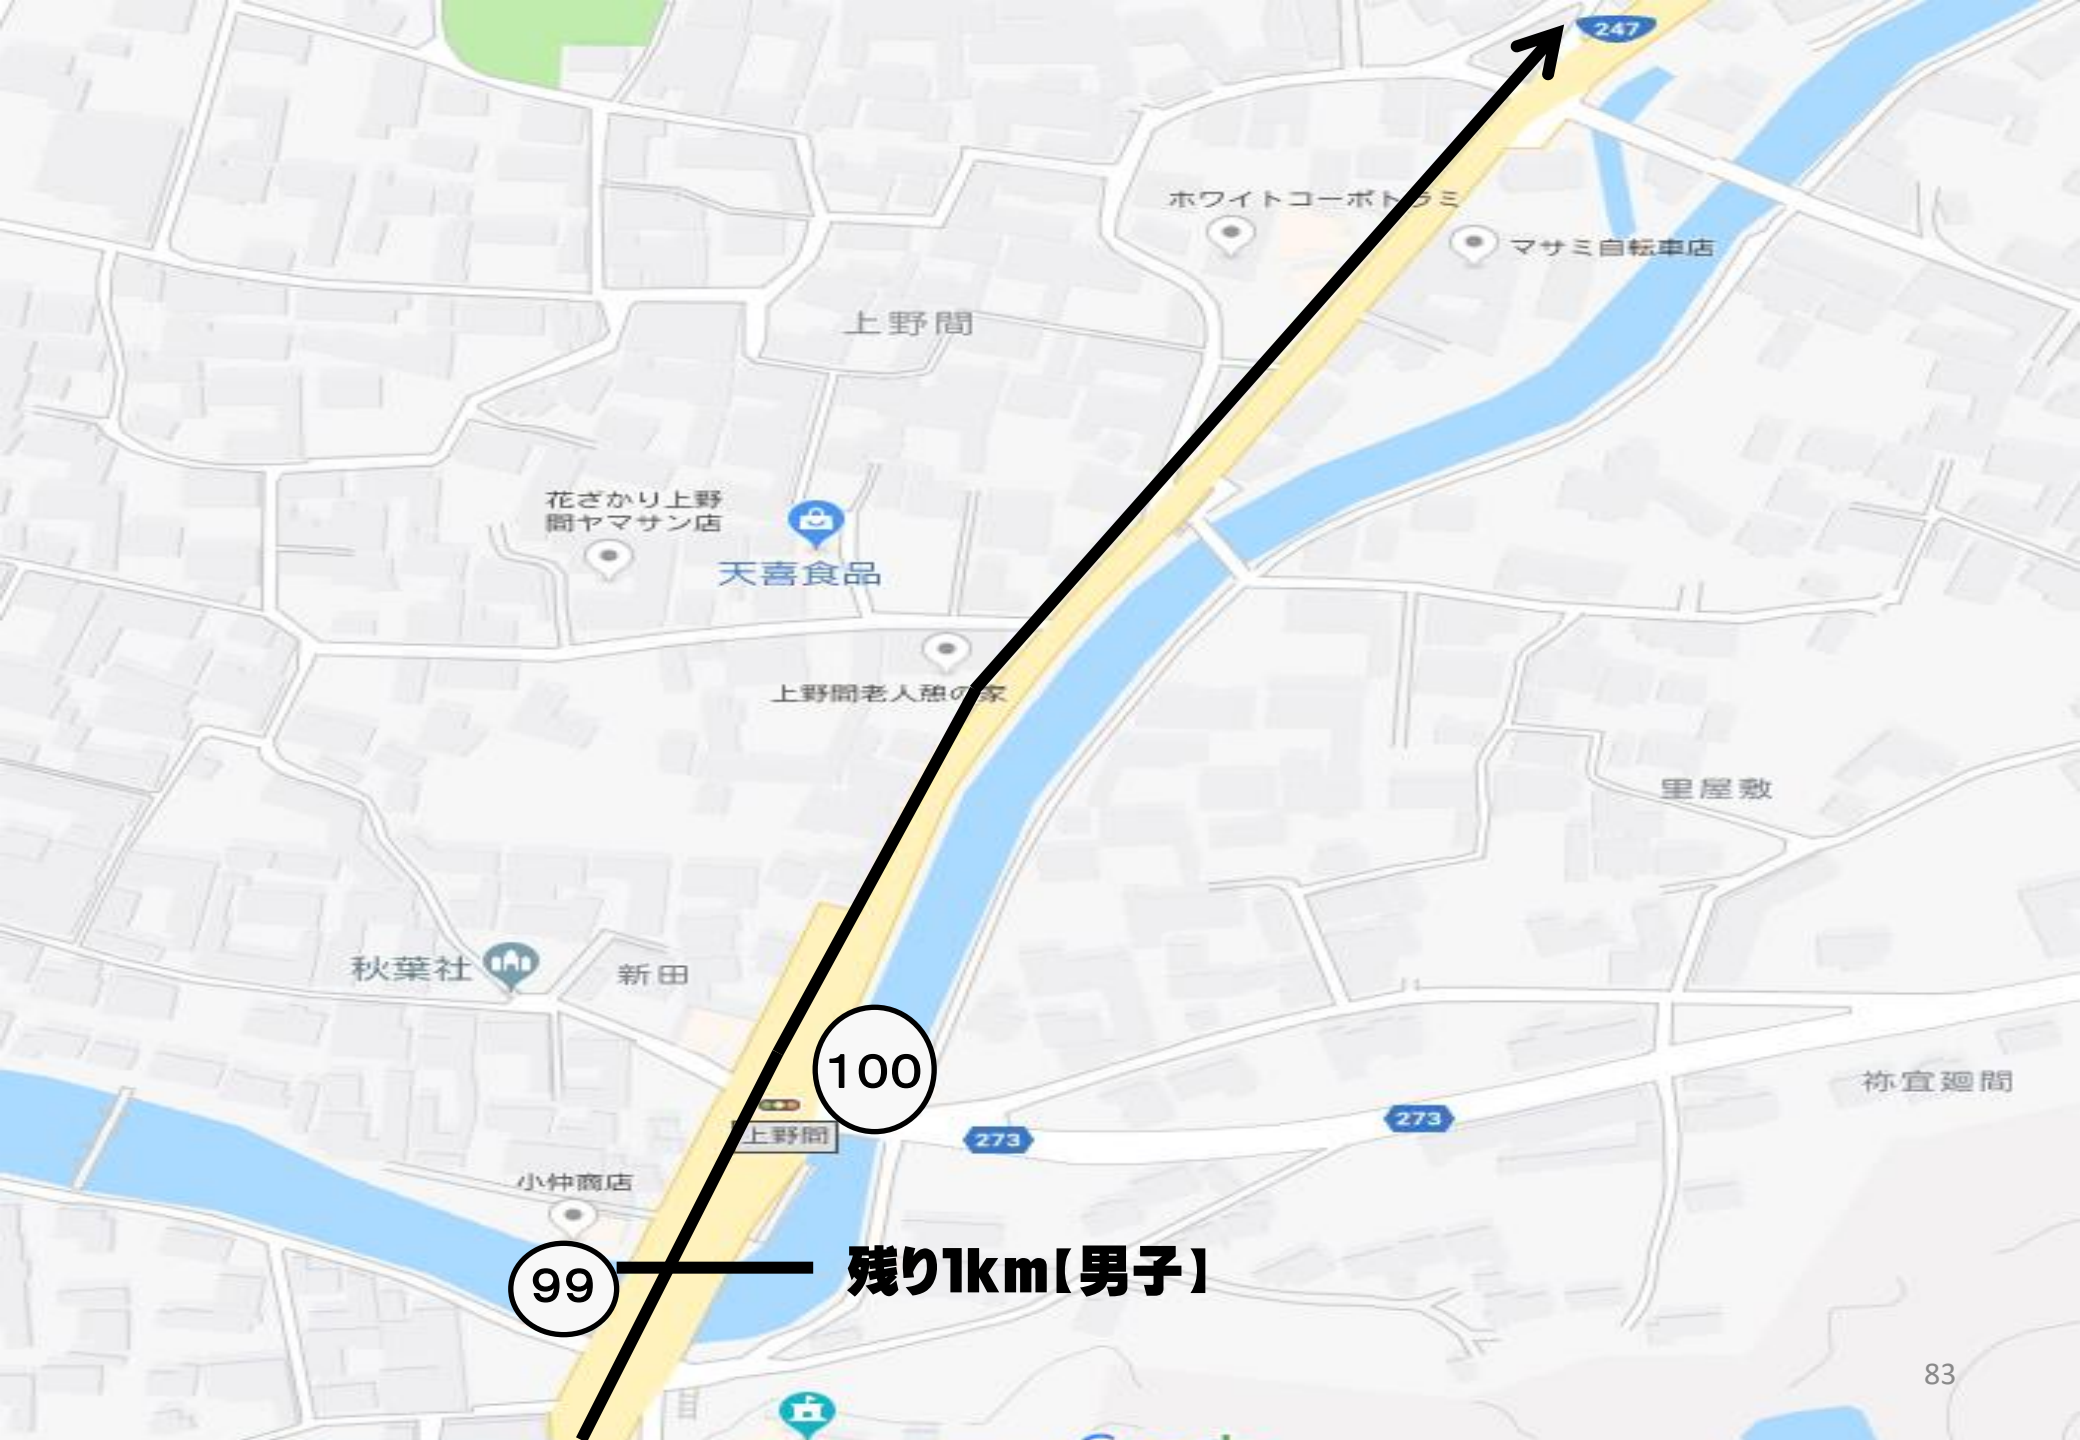 247
ホワイトコーポトラミ
マサミ自転車店
上野間
花ざかり上野
間ヤマサン店
天喜食品
上野間老人憩の家
里屋敷
秋葉社
新田
100
祢宜廻間
273
273
上野間
小仲商店
99
残り1km【男子】
83